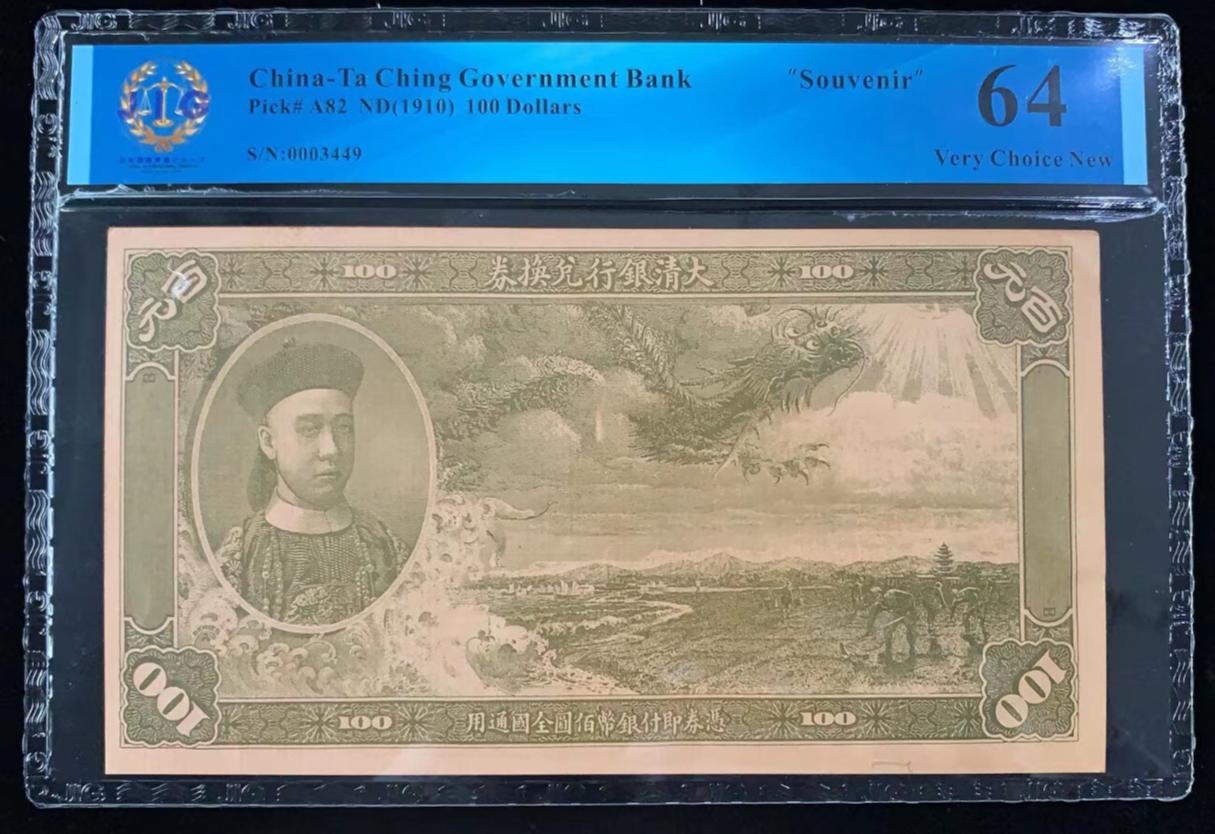 JIG
China-Ta Ching Government Bank
"Souvenir"
64
Pick# A82 ND(1910) 100 Dollars
S/N:0003449
Very Choice New
百元
100
券換兌行銀清大
100
元百
100
100
用通國全圓佰幣銀付即券憑
100
100